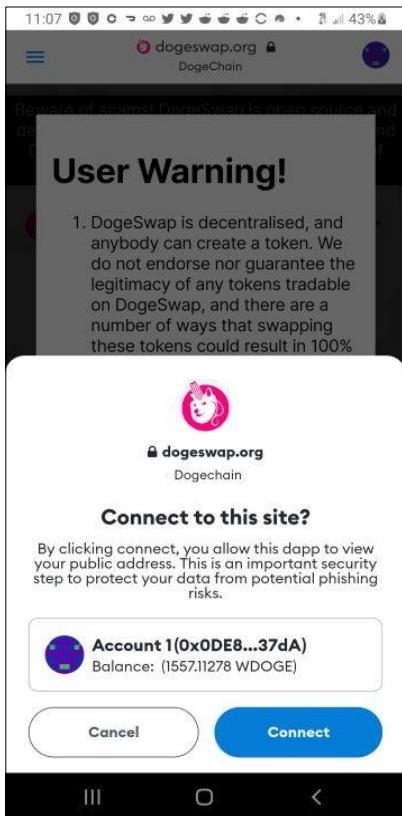 11:07
43%
dogeswap.org
DogeChain
Beware of scams! DogeSwap is open source and
User Warning!
1. DogeSwap is decentralised, and
anybody can create a token. We
do not endorse nor guarantee the
legitimacy of any tokens tradable
on DogeSwap, and there are a
number of ways that swapping
these tokens could result in 100%
dogeswap.org
Dogechain
Connect to this site?
By clicking connect, you allow this dapp to view
your public address. This is an important security
step to protect your data from potential phishing
risks.
Account 1(0x0DE8...37dA)
Balance: (1557.11278 WDOGE)
Cancel
Connect